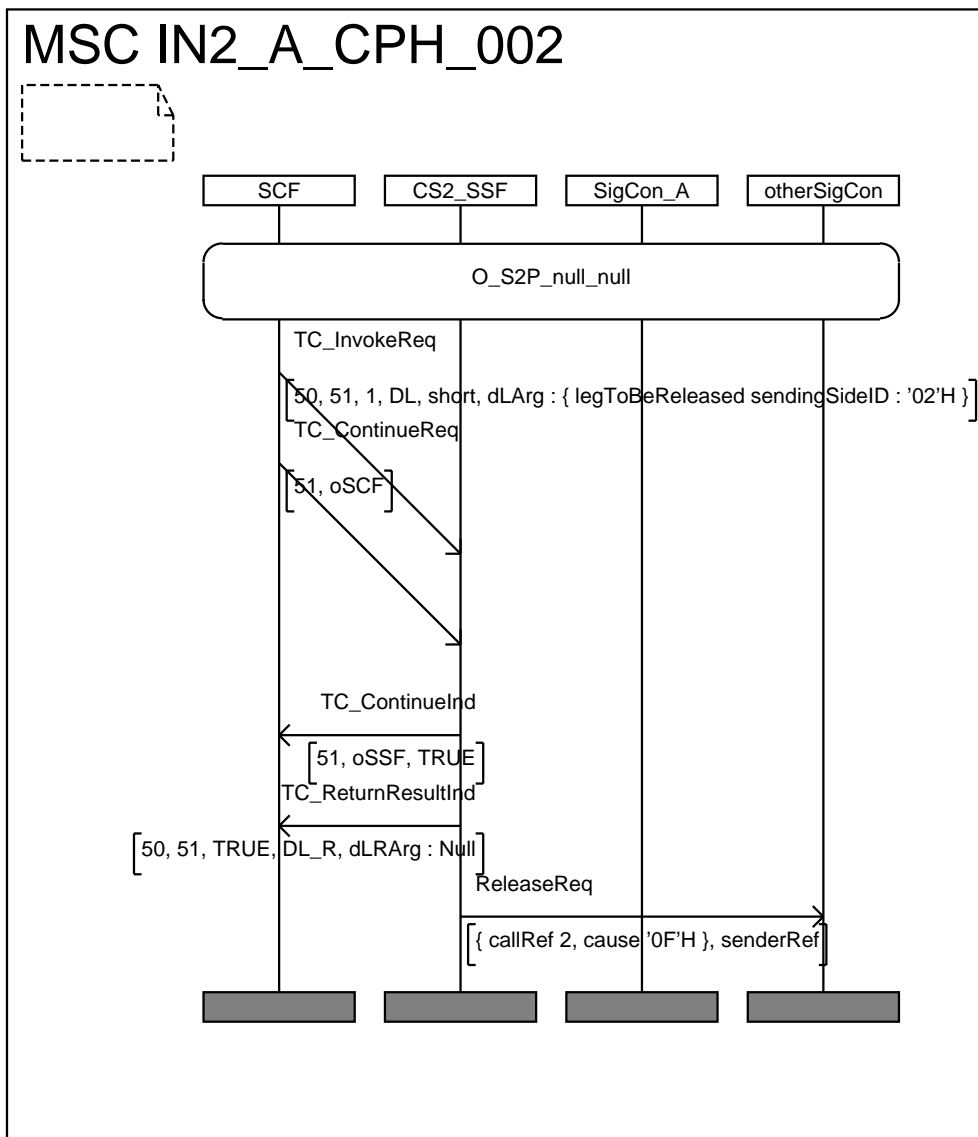 MSC IN2_A_CPH_002
SCF CS2_SSF SigCon_A otherSigCon
O_S2P_null_null
TC_InvokeReq
50, 51, 1, DL, short, dLArg : { legToBeReleased sendingSideID : '02'H }
TC_ContinueReq
51, oSCF
TC_ContinueInd
51, oSSF, TRUE
TC_ReturnResultInd
50, 51, TRUE, DL_R, dLRArg : Null
ReleaseReq
{ callRef 2, cause '0F'H }, senderRef